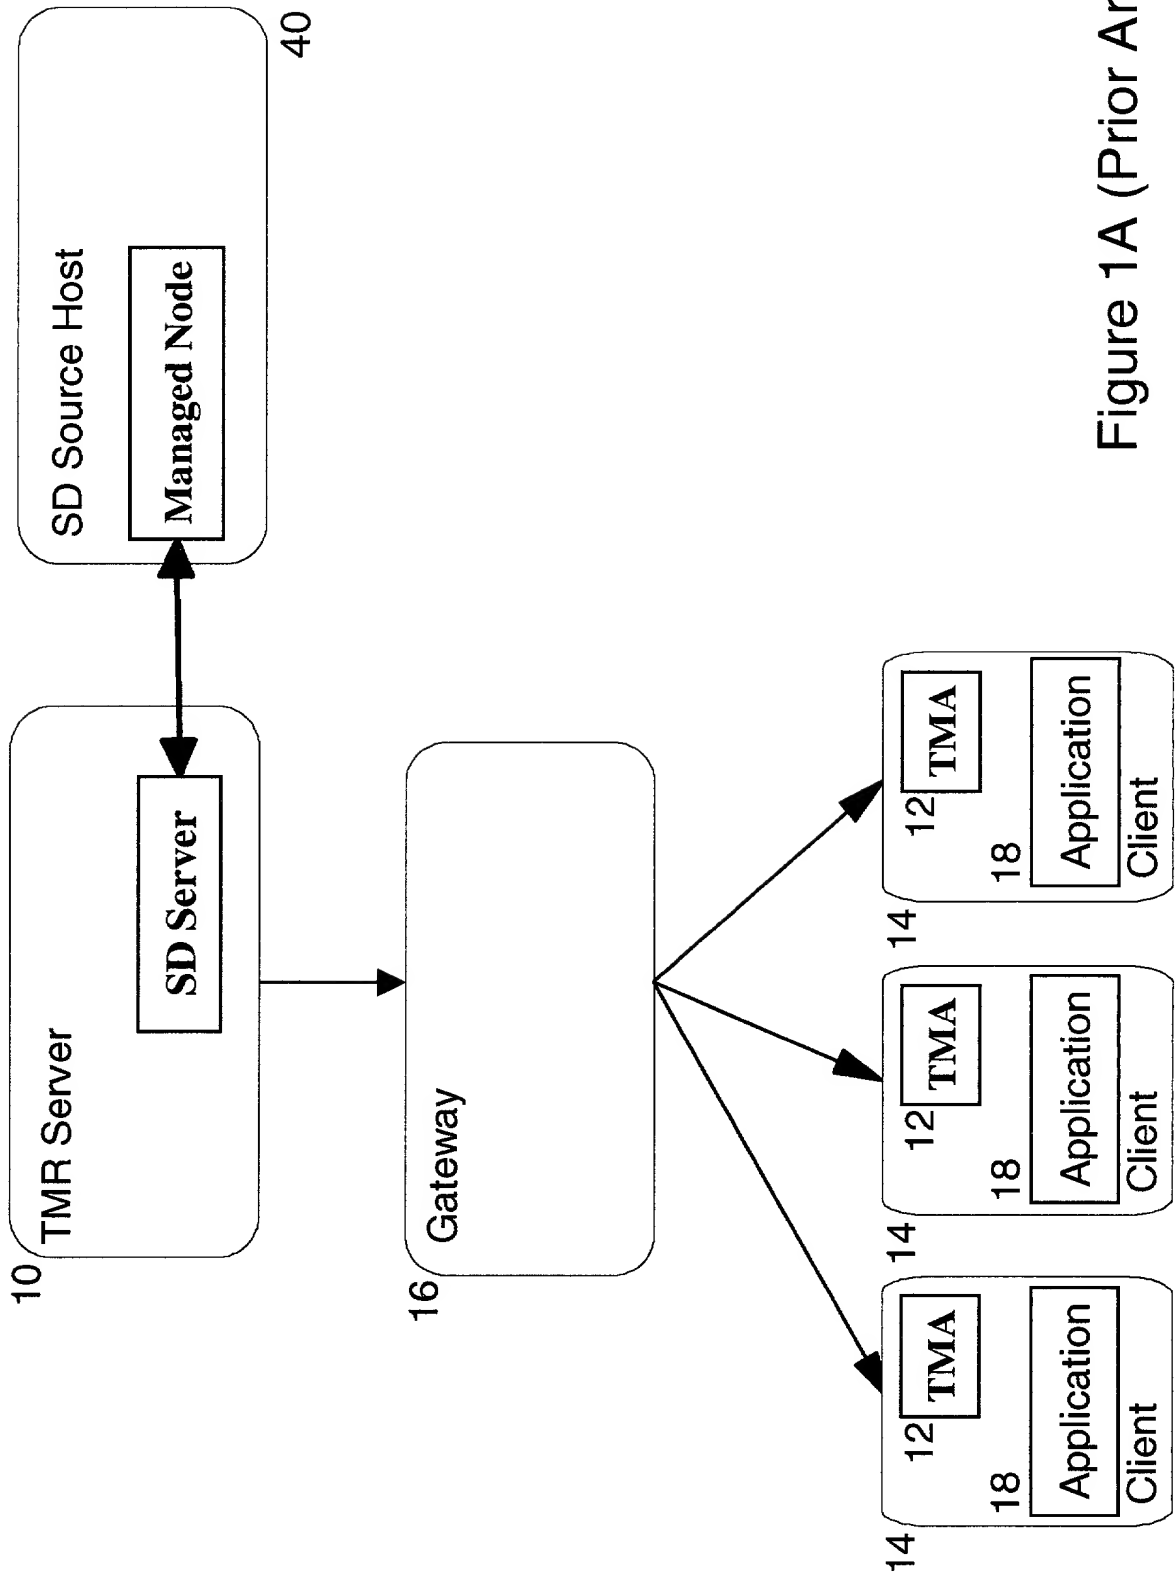 10
TMR Server
SD Server
SD Source Host
Managed Node
40
16
Gateway
14
12
TMA
18
Application
Client
14
12
TMA
18
Application
Client
14
12
TMA
18
Application
Client
Figure 1A (Prior Ar